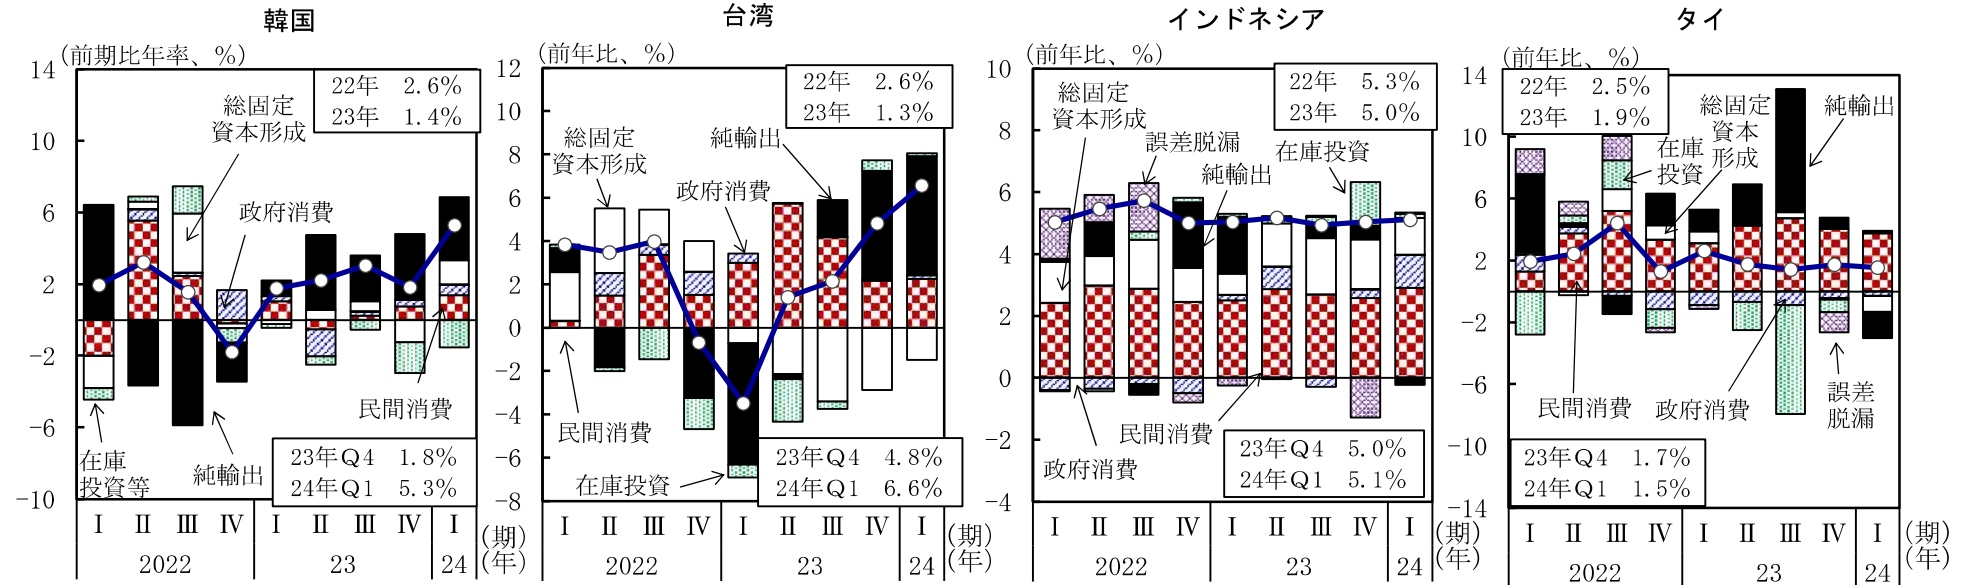 韓国
(前期比年率、%)
14
10
6
2
-2
-6
-10
22年 2.6%
23年 1.4%
総固定
資本形成
政府消費
民間消費
在庫
投資等
純輸出
23年Q4 1.8%
24年Q1 5.3%
Ⅰ Ⅱ Ⅲ Ⅳ Ⅰ Ⅱ Ⅲ Ⅳ Ⅰ (期)
2022 23 24 (年)
台湾
(前年比、%)
12
10
8
6
4
2
0
-2
-4
-6
-8
22年 2.6%
23年 1.3%
総固定
資本形成
純輸出
政府消費
民間消費
在庫投資
23年Q4 4.8%
24年Q1 6.6%
Ⅰ Ⅱ Ⅲ Ⅳ Ⅰ Ⅱ Ⅲ Ⅳ Ⅰ (期)
2022 23 24 (年)
インドネシア
(前年比、%)
10
8
6
4
2
0
-2
-4
22年 5.3%
23年 5.0%
総固定
資本形成
誤差脱漏
純輸出
在庫投資
民間消費
政府消費
23年Q4 5.0%
24年Q1 5.1%
Ⅰ Ⅱ Ⅲ Ⅳ Ⅰ Ⅱ Ⅲ Ⅳ Ⅰ (期)
2022 23 24 (年)
タイ
(前年比、%)
14
10
6
2
-2
-6
-10
-14
22年 2.5%
23年 1.9%
総固定
資本
形成
純輸出
在庫
投資
民間消費
政府消費
誤差
脱漏
23年Q4 1.7%
24年Q1 1.5%
Ⅰ Ⅱ Ⅲ Ⅳ Ⅰ Ⅱ Ⅲ Ⅳ Ⅰ (期)
2022 23 24 (年)